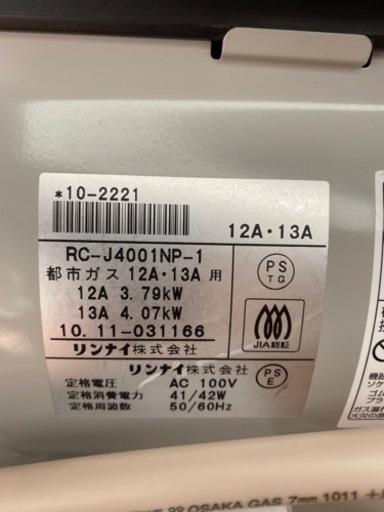 *10-2221
12A・13A
RC-J4001NP-1
都市ガス 12A・13A 用
12A 3.79kW
13A 4.07kW
10.11-031166
リンナイ株式会社
PS
TG
JIA認証
リンナイ株式会社
PS
E
定格電圧 AC 100V
定格消費電力 41/42W
定格周波数 50/60Hz
OSAKA GAS 7mm 1011